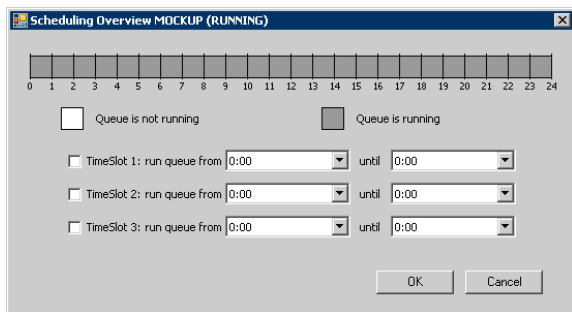 Scheduling Overview MOCKUP (RUNNING)
0 1 2 3 4 5 6 7 8 9 10 11 12 13 14 15 16 17 18 19 20 21 22 23 24
Queue is not running Queue is running
TimeSlot 1: run queue from 0:00 until 0:00
TimeSlot 2: run queue from 0:00 until 0:00
TimeSlot 3: run queue from 0:00 until 0:00
OK Cancel